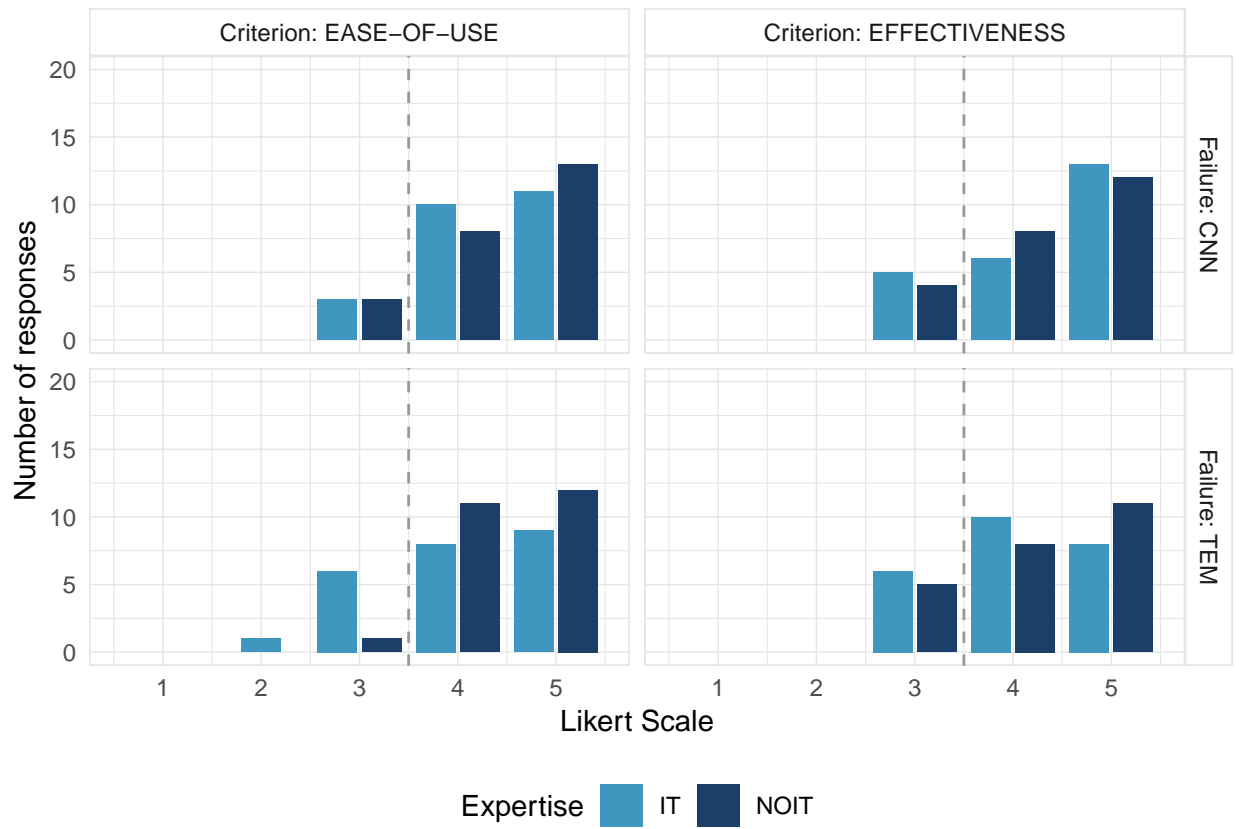 Criterion: EASE−OF−USE
Criterion: EFFECTIVENESS
20
15
10
5
0
Failure: CNN
20
15
10
5
0
Failure: TEM
Number of responses
1 2 3 4 5
1 2 3 4 5
Likert Scale
Expertise IT NOIT